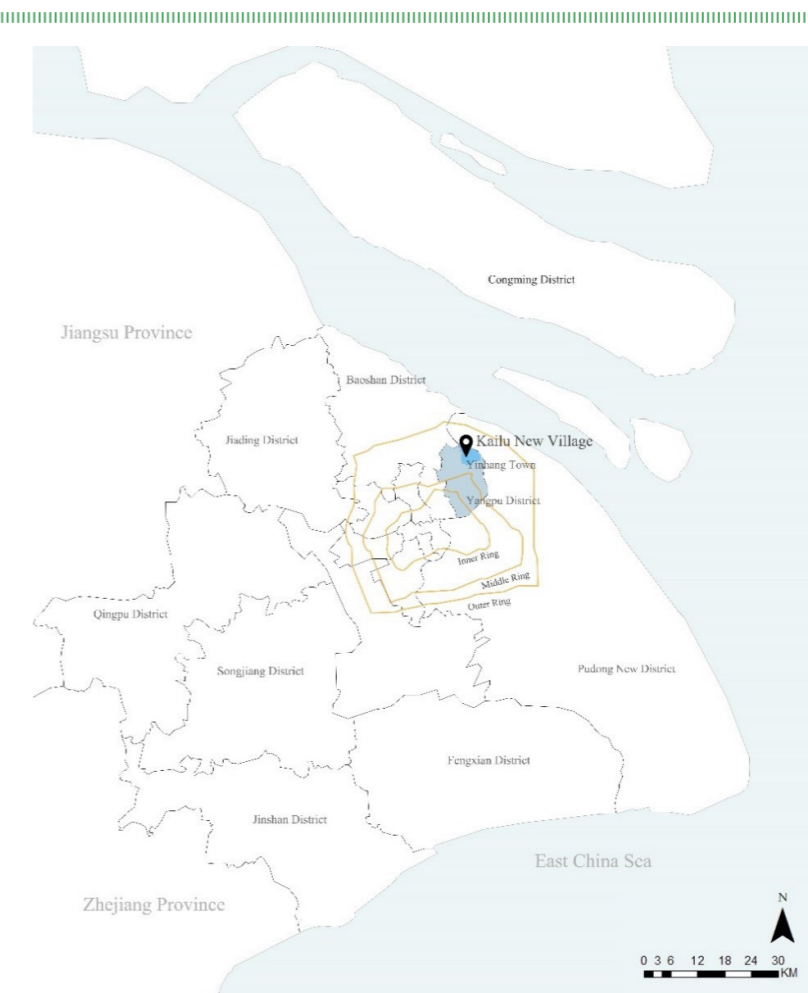 Congming District
Jiangsu Province
Baoshan District
Jiading District
Kailu New Village
Yinhang Town
Yangpu District
Inner Ring
Middle Ring
Outer Ring
Qingpu District
Songjiang District
Pudong New District
Fengxian District
Jinshan District
East China Sea
Zhejiang Province
N
0 3 6 12 18 24 30
KM